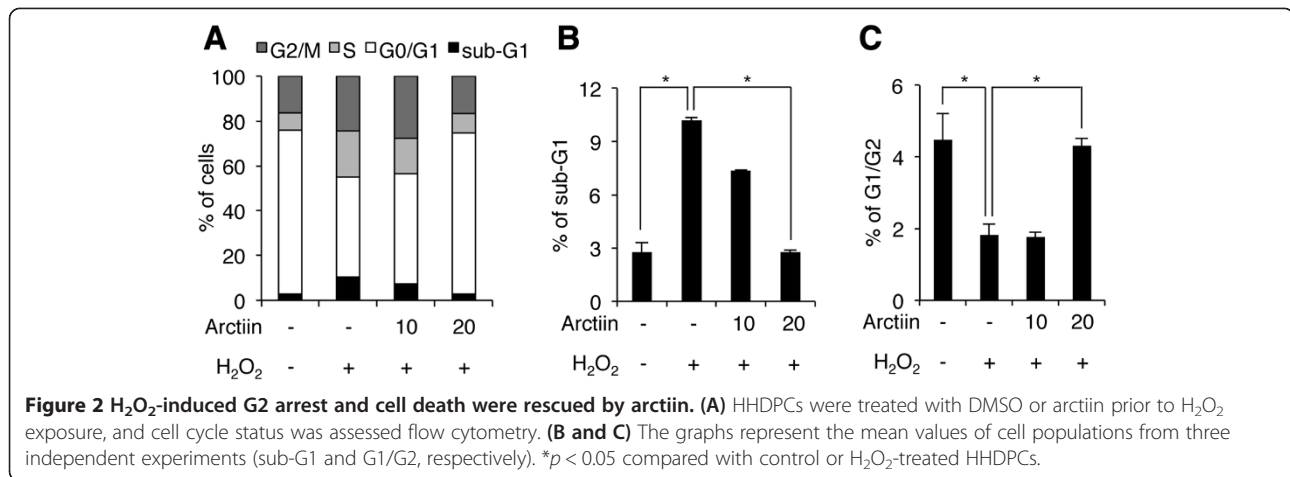 A
■G2/M ■S □G0/G1 ■sub-G1
% of cells
100
80
60
40
20
0
Arctiin - - 10 20
H₂O₂ - + + +
B
% of sub-G1
12
9
6
3
0
* *
Arctiin - - 10 20
H₂O₂ - + + +
C
% of G1/G2
6
4
2
0
* *
Arctiin - - 10 20
H₂O₂ - + + +
Figure 2 H₂O₂-induced G2 arrest and cell death were rescued by arctiin. (A) HHDPCs were treated with DMSO or arctiin prior to H₂O₂
exposure, and cell cycle status was assessed flow cytometry. (B and C) The graphs represent the mean values of cell populations from three
independent experiments (sub-G1 and G1/G2, respectively). *p < 0.05 compared with control or H₂O₂-treated HHDPCs.